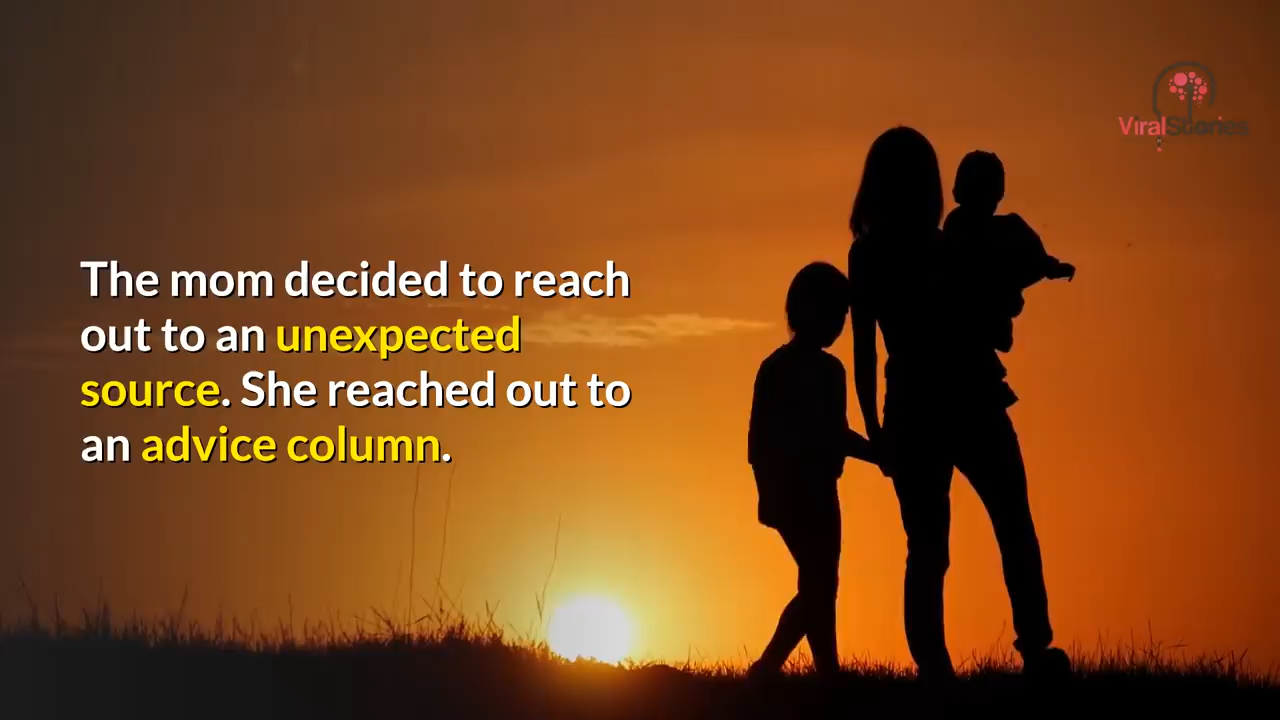 ViralStories
The mom decided to reach
out to an unexpected
source. She reached out to
an advice column.